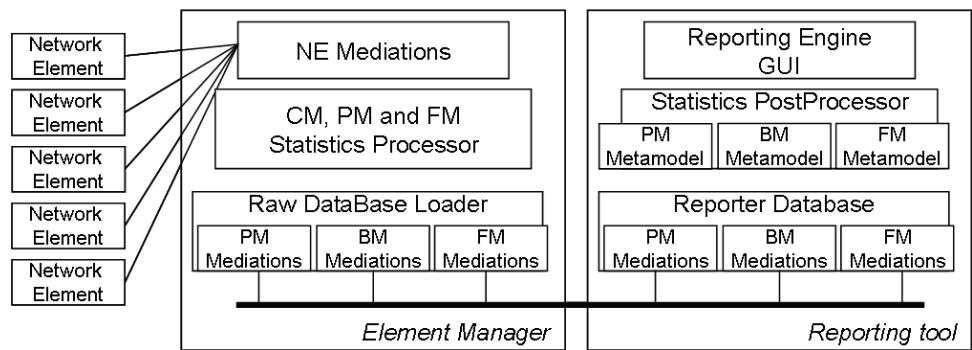 Network
Element
Network
Element
Network
Element
Network
Element
Network
Element
NE Mediations
CM, PM and FM
Statistics Processor
Raw DataBase Loader
PM
Mediations
BM
Mediations
FM
Mediations
Element Manager
Reporting Engine
GUI
Statistics PostProcessor
PM
Metamodel
BM
Metamodel
FM
Metamodel
Reporter Database
PM
Mediations
BM
Mediations
FM
Mediations
Reporting tool